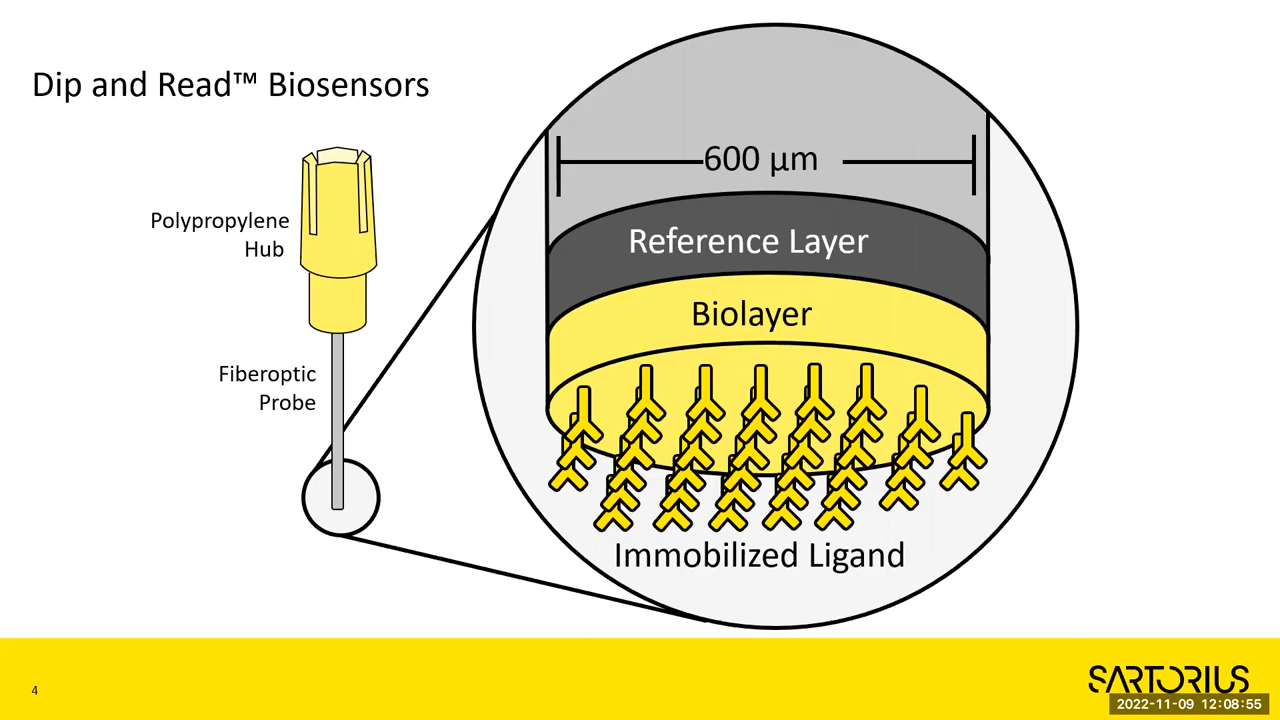 Dip and Read™ Biosensors
Polypropylene
Hub
Fiberoptic
Probe
600 µm
Reference Layer
Biolayer
Immobilized Ligand
4
SARTORIUS
2022-11-09 12:08:55